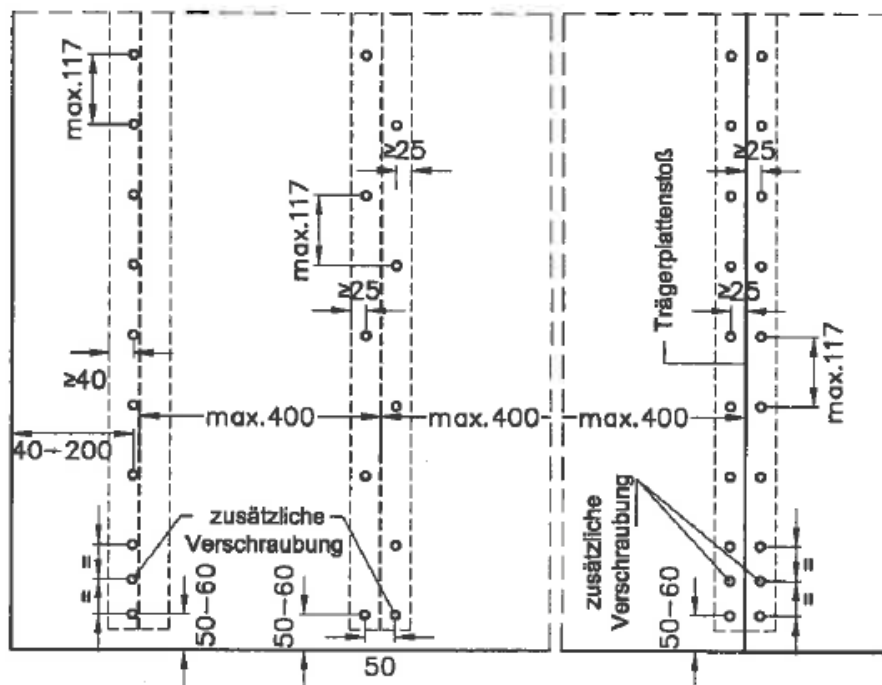 max.117
≥25
max.117
≥25
≥25
Trägerplattenstoß
≥25
max.117
≥40
max.400
max.400
max.400
40-200
zusätzliche
Verschraubung
zusätzliche
Verschraubung
=
=
50-60
50-60
50
50-60
=
=